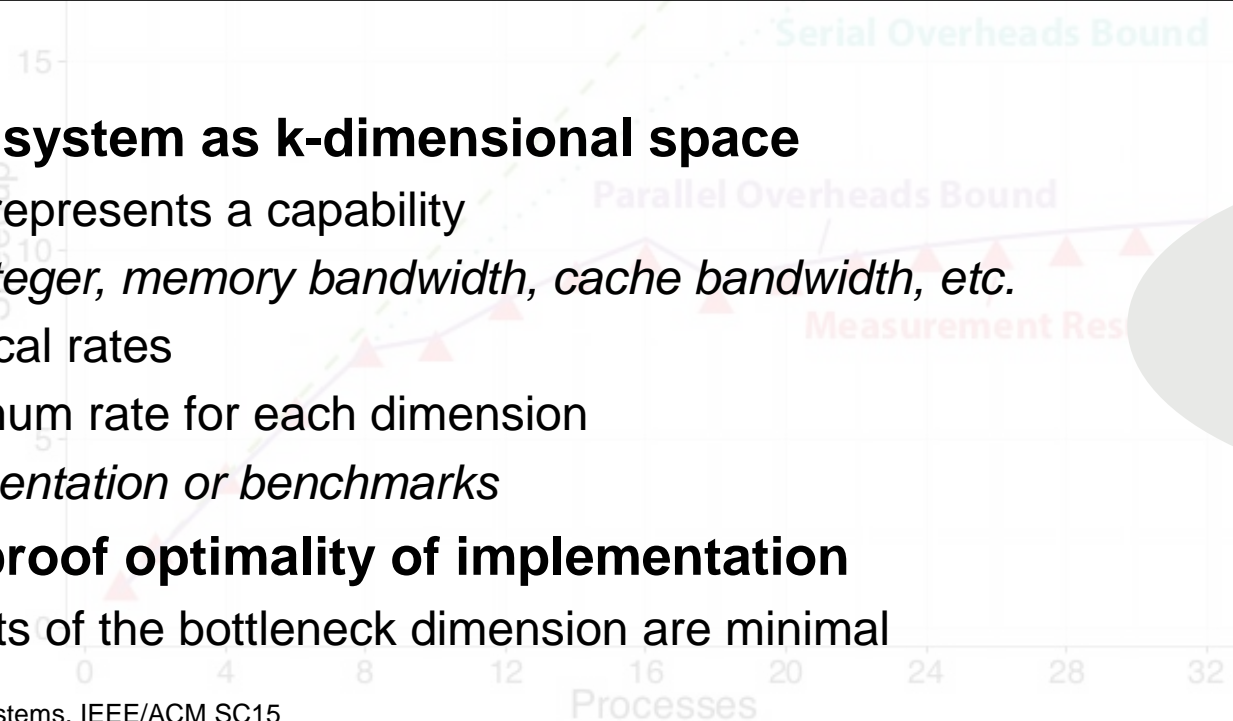 Serial Overheads Bound
15
system as k-dimensional space
represents a capability
Parallel Overheads Bound
10
teger, memory bandwidth, cache bandwidth, etc.
Measurement Res
cal rates
num rate for each dimension
5
entation or benchmarks
proof optimality of implementation
ts of the bottleneck dimension are minimal
0
0 4 8 12 16 20 24 28 32
Processes
stems, IEEE/ACM SC15